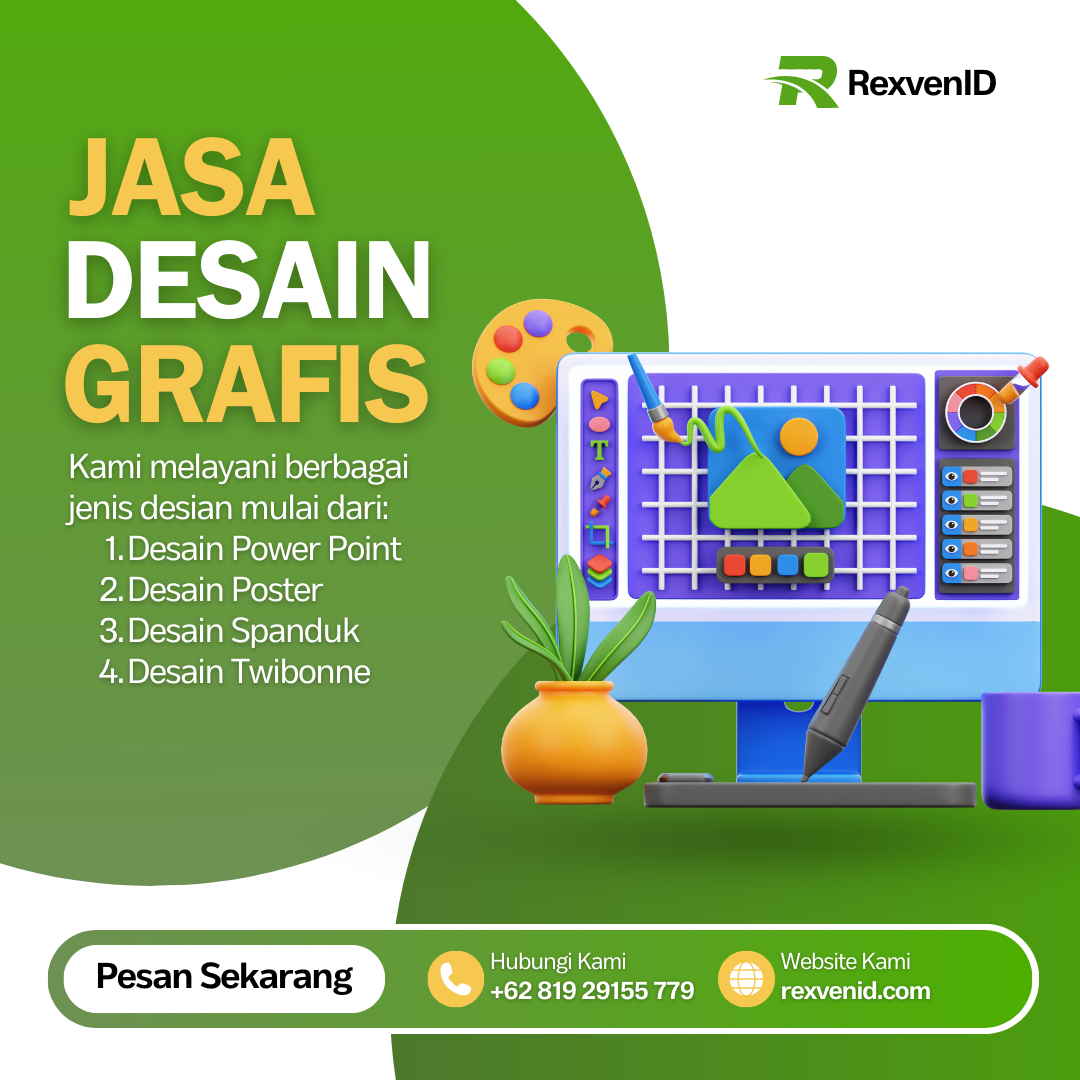 RexvenID
JASA
DESAIN
GRAFIS
Kami melayani berbagai
jenis desian mulai dari:
1. Desain Power Point
2. Desain Poster
3. Desain Spanduk
4. Desain Twibonne
T
Pesan Sekarang
Hubungi Kami
+62 819 29155 779
Website Kami
rexvenid.com